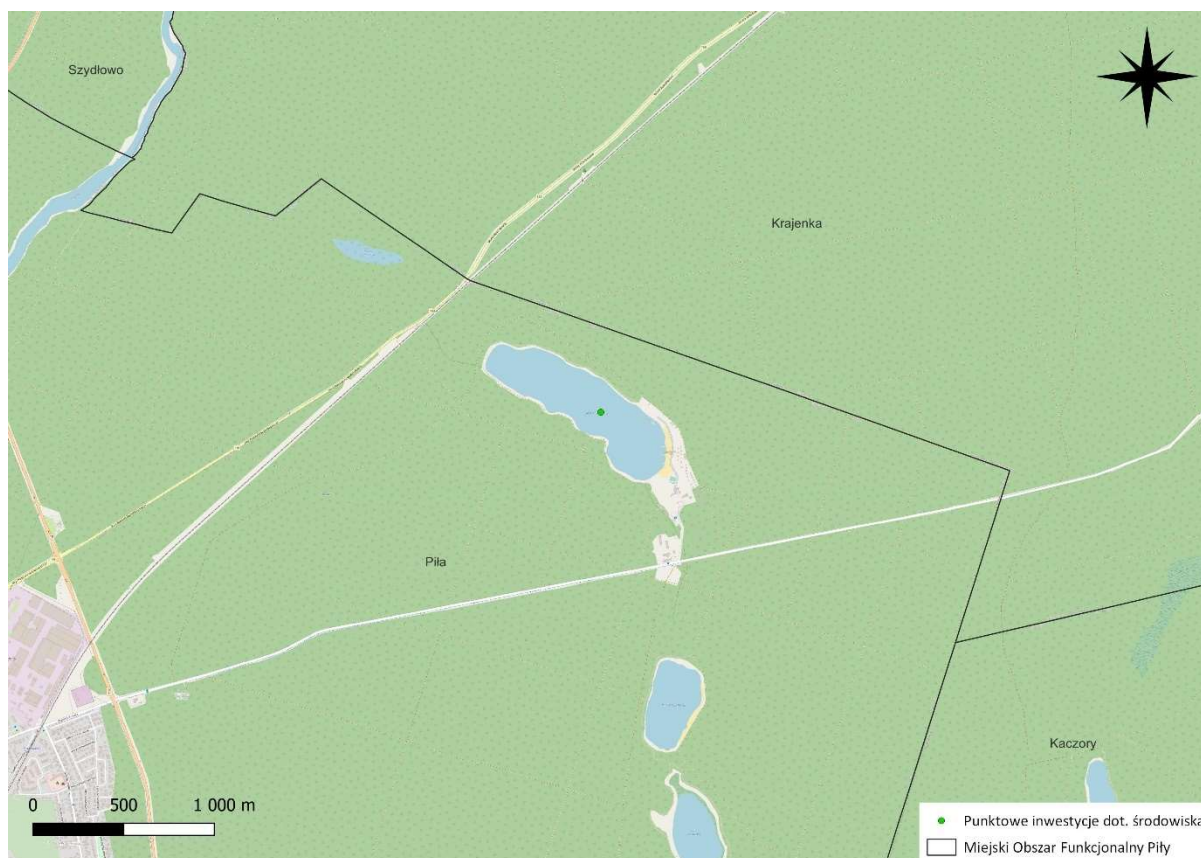 Szydłowo
Krajenka
Piła
Kaczory
0 500 1 000 m
Punktowe inwestycje dot. środowiska
Miejski Obszar Funkcjonalny Piły